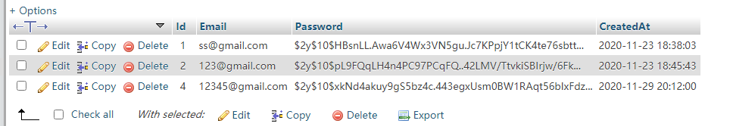 + Options
←T→ Id Email Password CreatedAt
Edit Copy Delete 1 ss@gmail.com $2y$10$HBsnLL.Awa6V4Wx3VN5gu.Jc7KPpjY1tCK4te76sbtt... 2020-11-23 18:38:03
Edit Copy Delete 2 123@gmail.com $2y$10$pL9FQqLH4n4PC97PCqFQ..42LMV/TtvkiSBIrjw/6Fk... 2020-11-23 18:45:43
Edit Copy Delete 4 12345@gmail.com $2y$10$xkNd4akuy9gS5bz4c.443egxUsm0BW1RAqt56blxFdz... 2020-11-29 20:12:00
Check all With selected: Edit Copy Delete Export